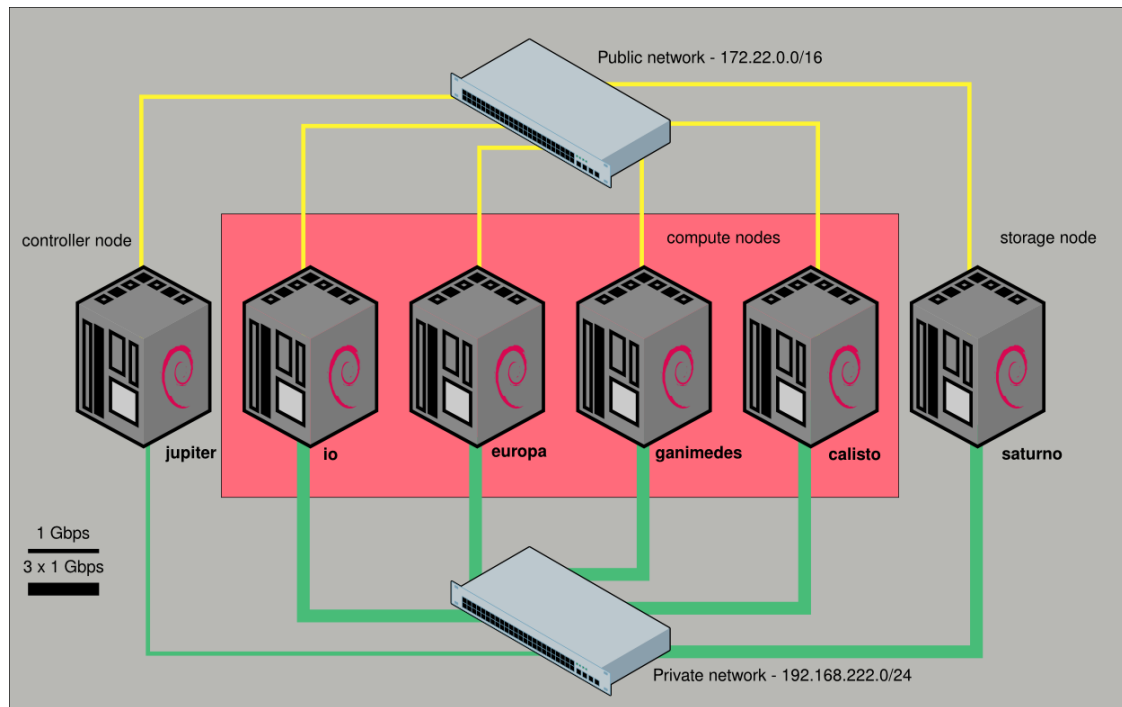 Public network - 172.22.0.0/16
controller node
compute nodes
storage node
jupiter
io
europa
ganimedes
calisto
saturno
1 Gbps
3 x 1 Gbps
Private network - 192.168.222.0/24